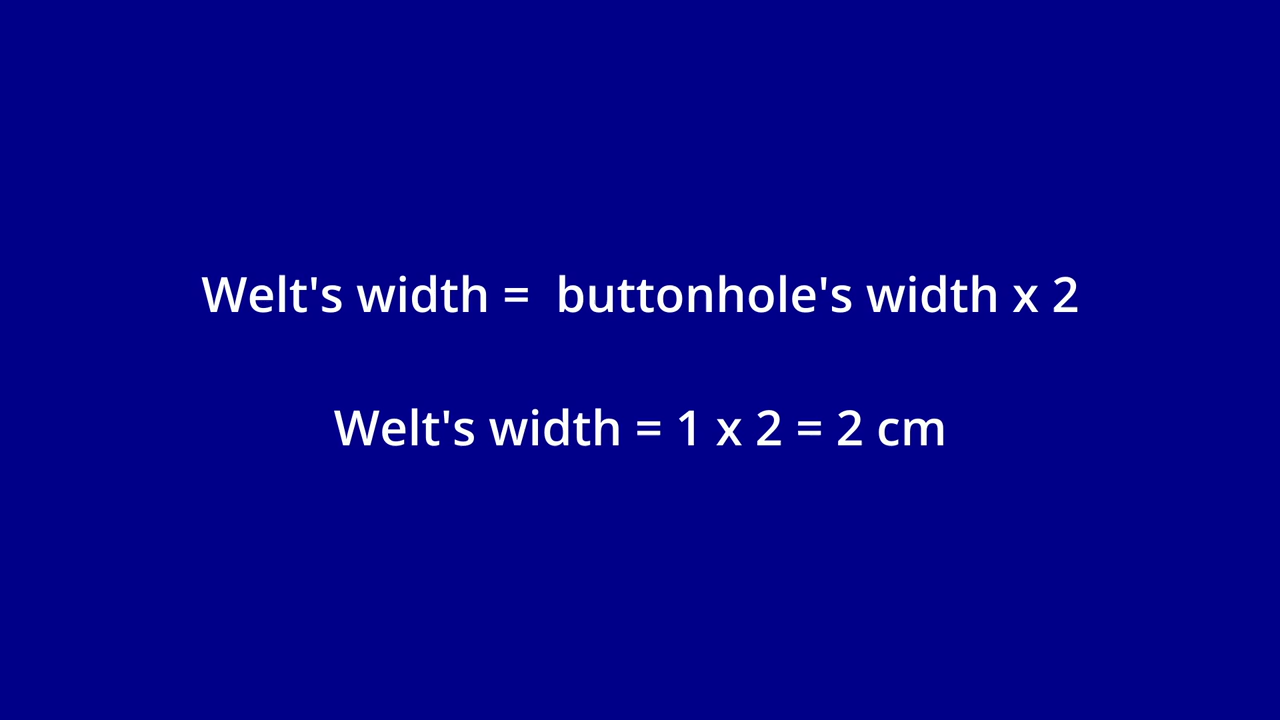 Welt's width =  buttonhole's width x 2
Welt's width = 1 x 2 = 2 cm